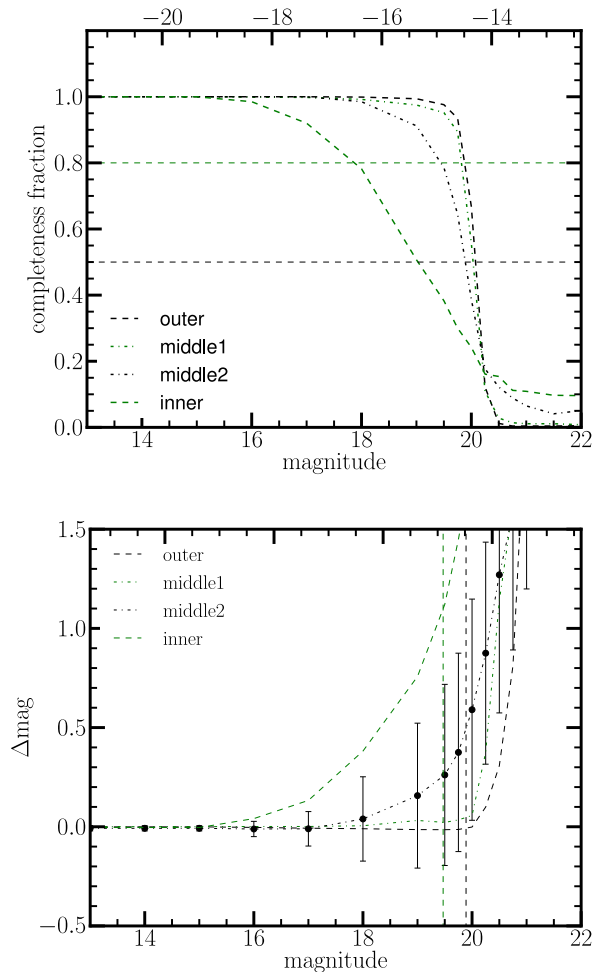 −20 −18 −16 −14
1.0
0.8
0.6
0.4
0.2
0.0
completeness fraction
outer
middle1
middle2
inner
14 16 18 20 22
magnitude
1.5
1.0
0.5
0.0
−0.5
Δmag
outer
middle1
middle2
inner
14 16 18 20 22
magnitude